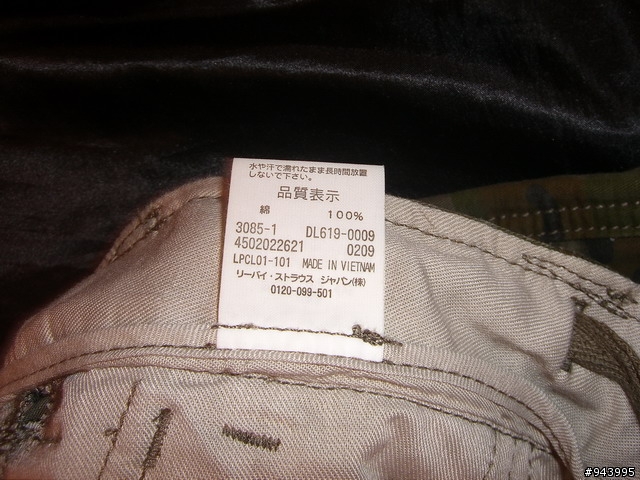 水や汗で濡れたまま長時間放置
しないで下さい。
品質表示
綿 100%
3085-1 DL619-0009
4502022621 0209
LPCL01-101 MADE IN VIETNAM
リーバイ・ストラウス ジャパン(株)
0120-099-501
#943995